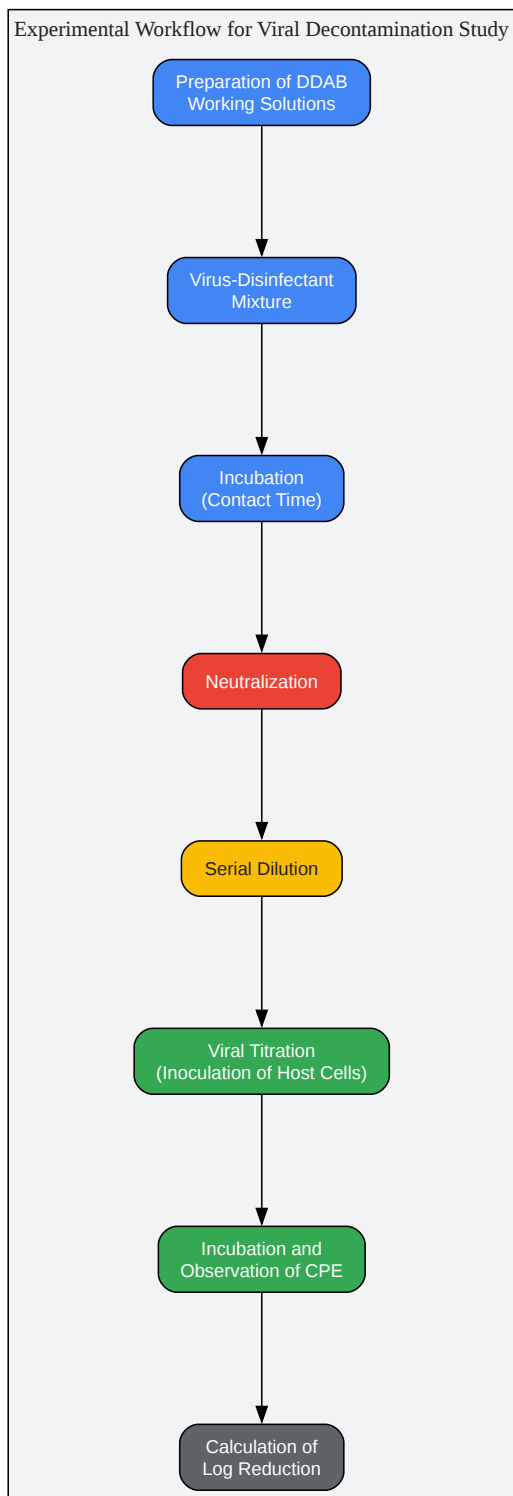 Experimental Workflow for Viral Decontamination Study
Preparation of DDAB
Working Solutions
Virus-Disinfectant
Mixture
Incubation
(Contact Time)
Neutralization
Serial Dilution
Viral Titration
(Inoculation of Host Cells)
Incubation and
Observation of CPE
Calculation of
Log Reduction